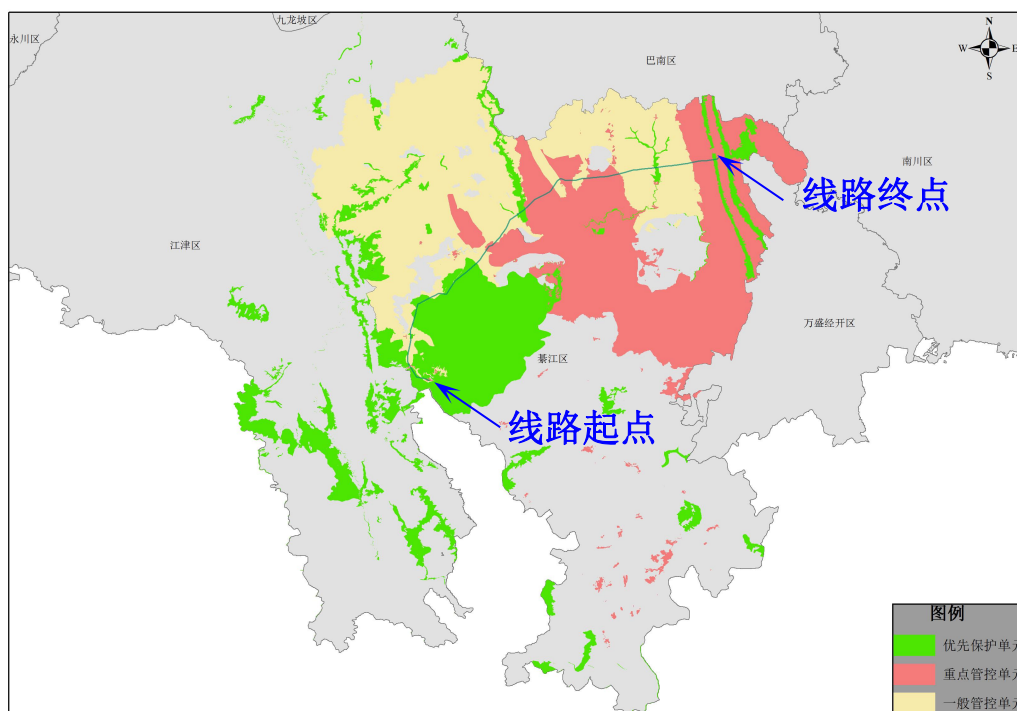 九龙坡区
永川区
巴南区
N
W
E
S
南川区
线路终点
江津区
万盛经开区
綦江区
线路起点
图例
优先保护单元
重点管控单元
一般管控单元